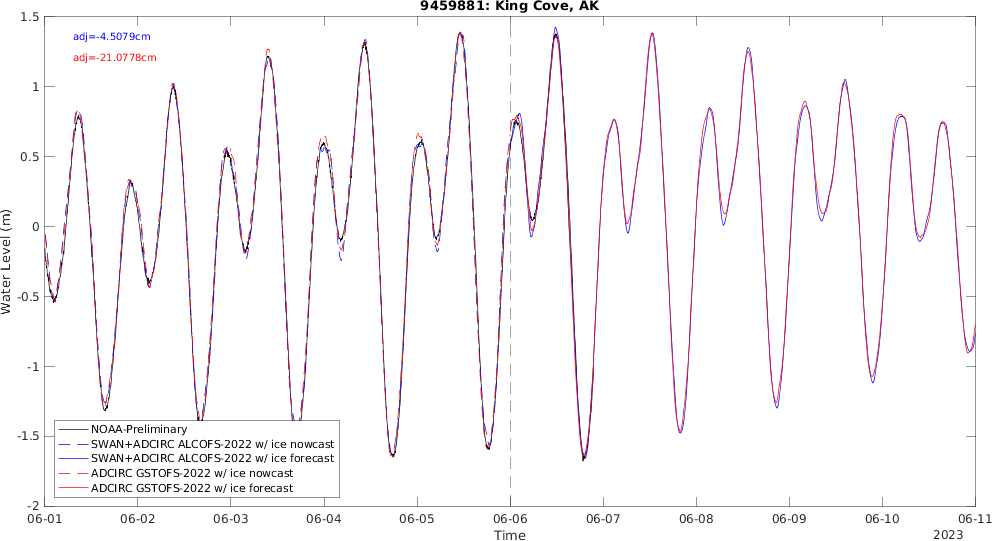 9459881: King Cove, AK
adj=-4.5079cm
adj=-21.0778cm
1.5
1
0.5
0
-0.5
-1
-1.5
-2
Water Level (m)
NOAA-Preliminary
SWAN+ADCIRC ALCOFS-2022 w/ ice nowcast
SWAN+ADCIRC ALCOFS-2022 w/ ice forecast
ADCIRC GSTOFS-2022 w/ ice nowcast
ADCIRC GSTOFS-2022 w/ ice forecast
06-01 06-02 06-03 06-04 06-05 06-06 06-07 06-08 06-09 06-10 06-11
Time
2023